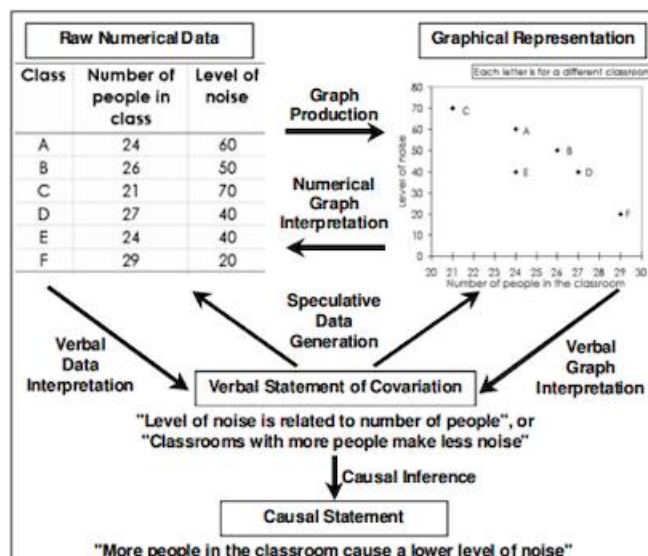 Raw Numerical Data
Graphical Representation
Class Number of people in class Level of noise
A 24 60
B 26 50
C 21 70
D 27 40
E 24 40
F 29 20
Graph Production
Numerical Graph Interpretation
Each letter is for a different classroom
Level of noise
80
70
60
50
40
30
20
10
0
C
A
B
E
D
F
20 21 22 23 24 25 26 27 28 29 30
Number of people in the classroom
Verbal Data Interpretation
Speculative Data Generation
Verbal Graph Interpretation
Verbal Statement of Covariation
"Level of noise is related to number of people", or
"Classrooms with more people make less noise"
Causal Inference
Causal Statement
"More people in the classroom cause a lower level of noise"